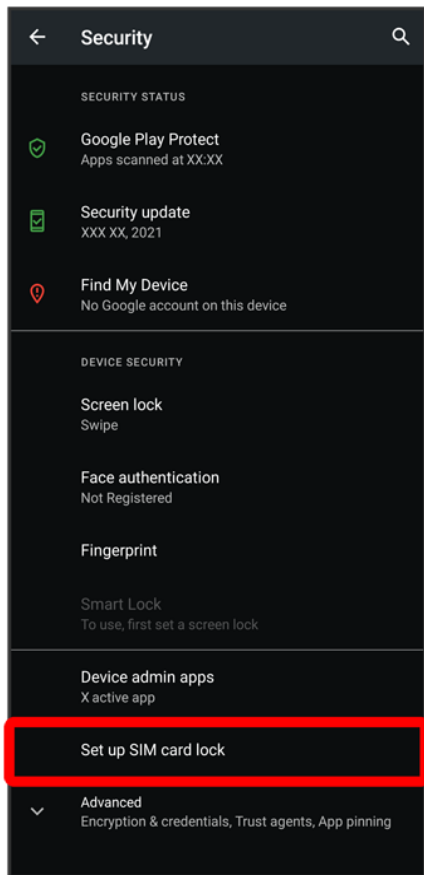 Security
SECURITY STATUS
Google Play Protect
Apps scanned at XX:XX
Security update
XXX XX, 2021
Find My Device
No Google account on this device
DEVICE SECURITY
Screen lock
Swipe
Face authentication
Not Registered
Fingerprint
Smart Lock
To use, first set a screen lock
Device admin apps
X active app
Set up SIM card lock
Advanced
Encryption & credentials, Trust agents, App pinning